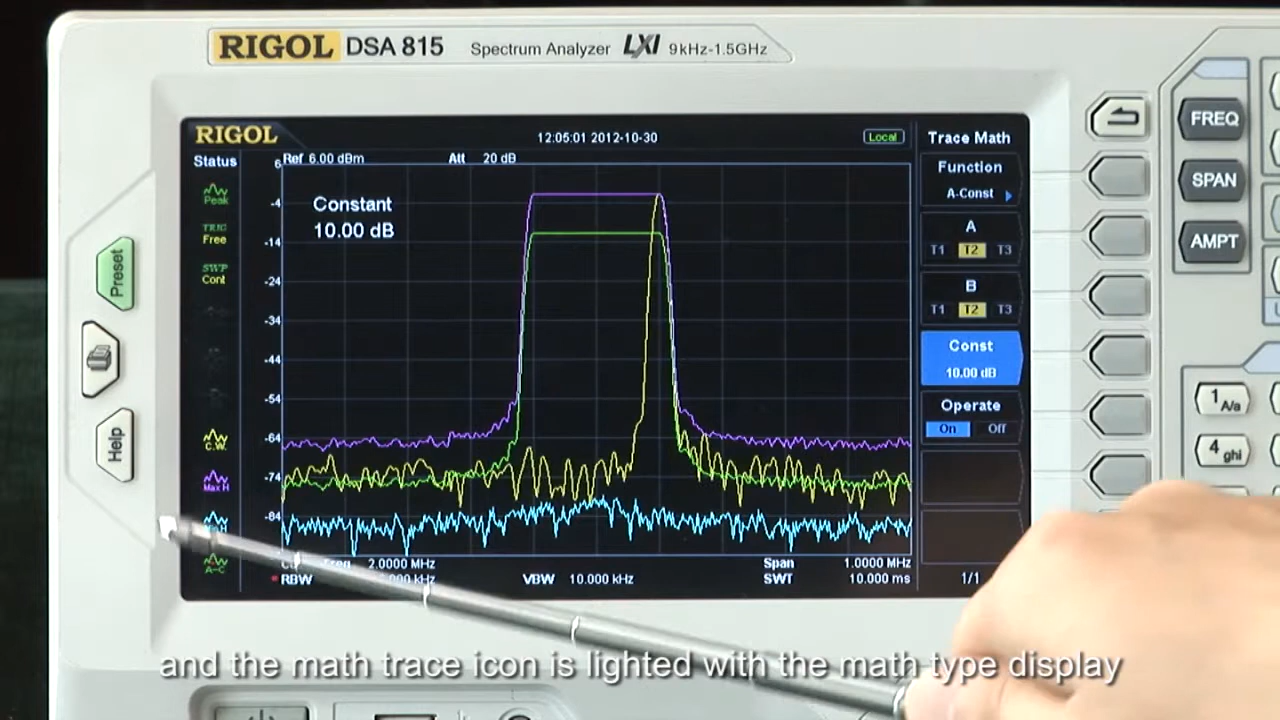 RIGOL DSA 815 Spectrum Analyzer LXI 9kHz-1.5GHz
RIGOL 12:05:01 2012-10-30 Local Trace Math
Status 6 Ref 6.00 dBm Att 20 dB
Function
A-Const
Peak
TRIG
Free
SWP
Cont
C.W.
Max H
A-C
Constant
10.00 dB
-4
-14
-24
-34
-44
-54
-64
-74
-84
A
T1 T2 T3
B
T1 T2 T3
Const
10.00 dB
Operate
On Off
2.0000 MHz Span 1.0000 MHz
RBW kHz VBW 10.000 kHz SWT 10.000 ms
1/1
Preset
Help
FREQ
SPAN
AMPT
1 A/a
4 ghi
and the math trace icon is lighted with the math type display